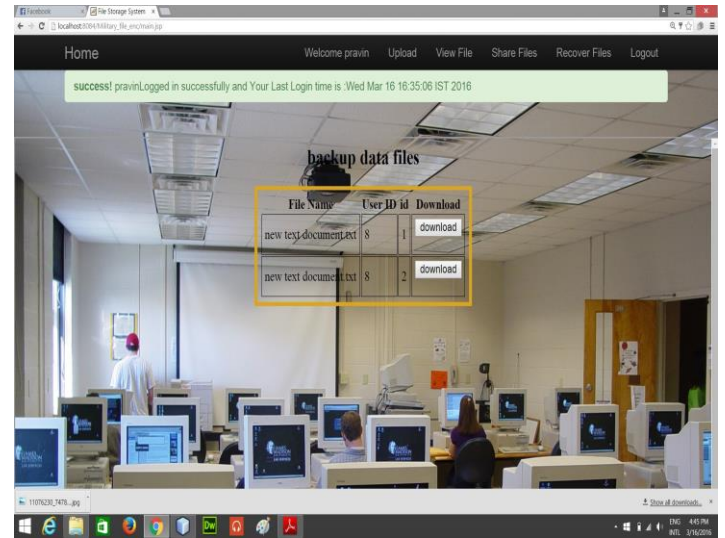 Facebook
File Storage System
localhost:8084/Military_file_enc/main.jsp
Home Welcome pravin Upload View File Share Files Recover Files Logout
success! pravinLogged in successfully and Your Last Login time is :Wed Mar 16 16:35:06 IST 2016
backup data files
File Name User ID id Download
new text document.txt 8 1 download
new text document.txt 8 2 download
11076230_7478...jpg
Show all downloads...
Dw
ENG 4:45 PM
INTL 3/16/2016